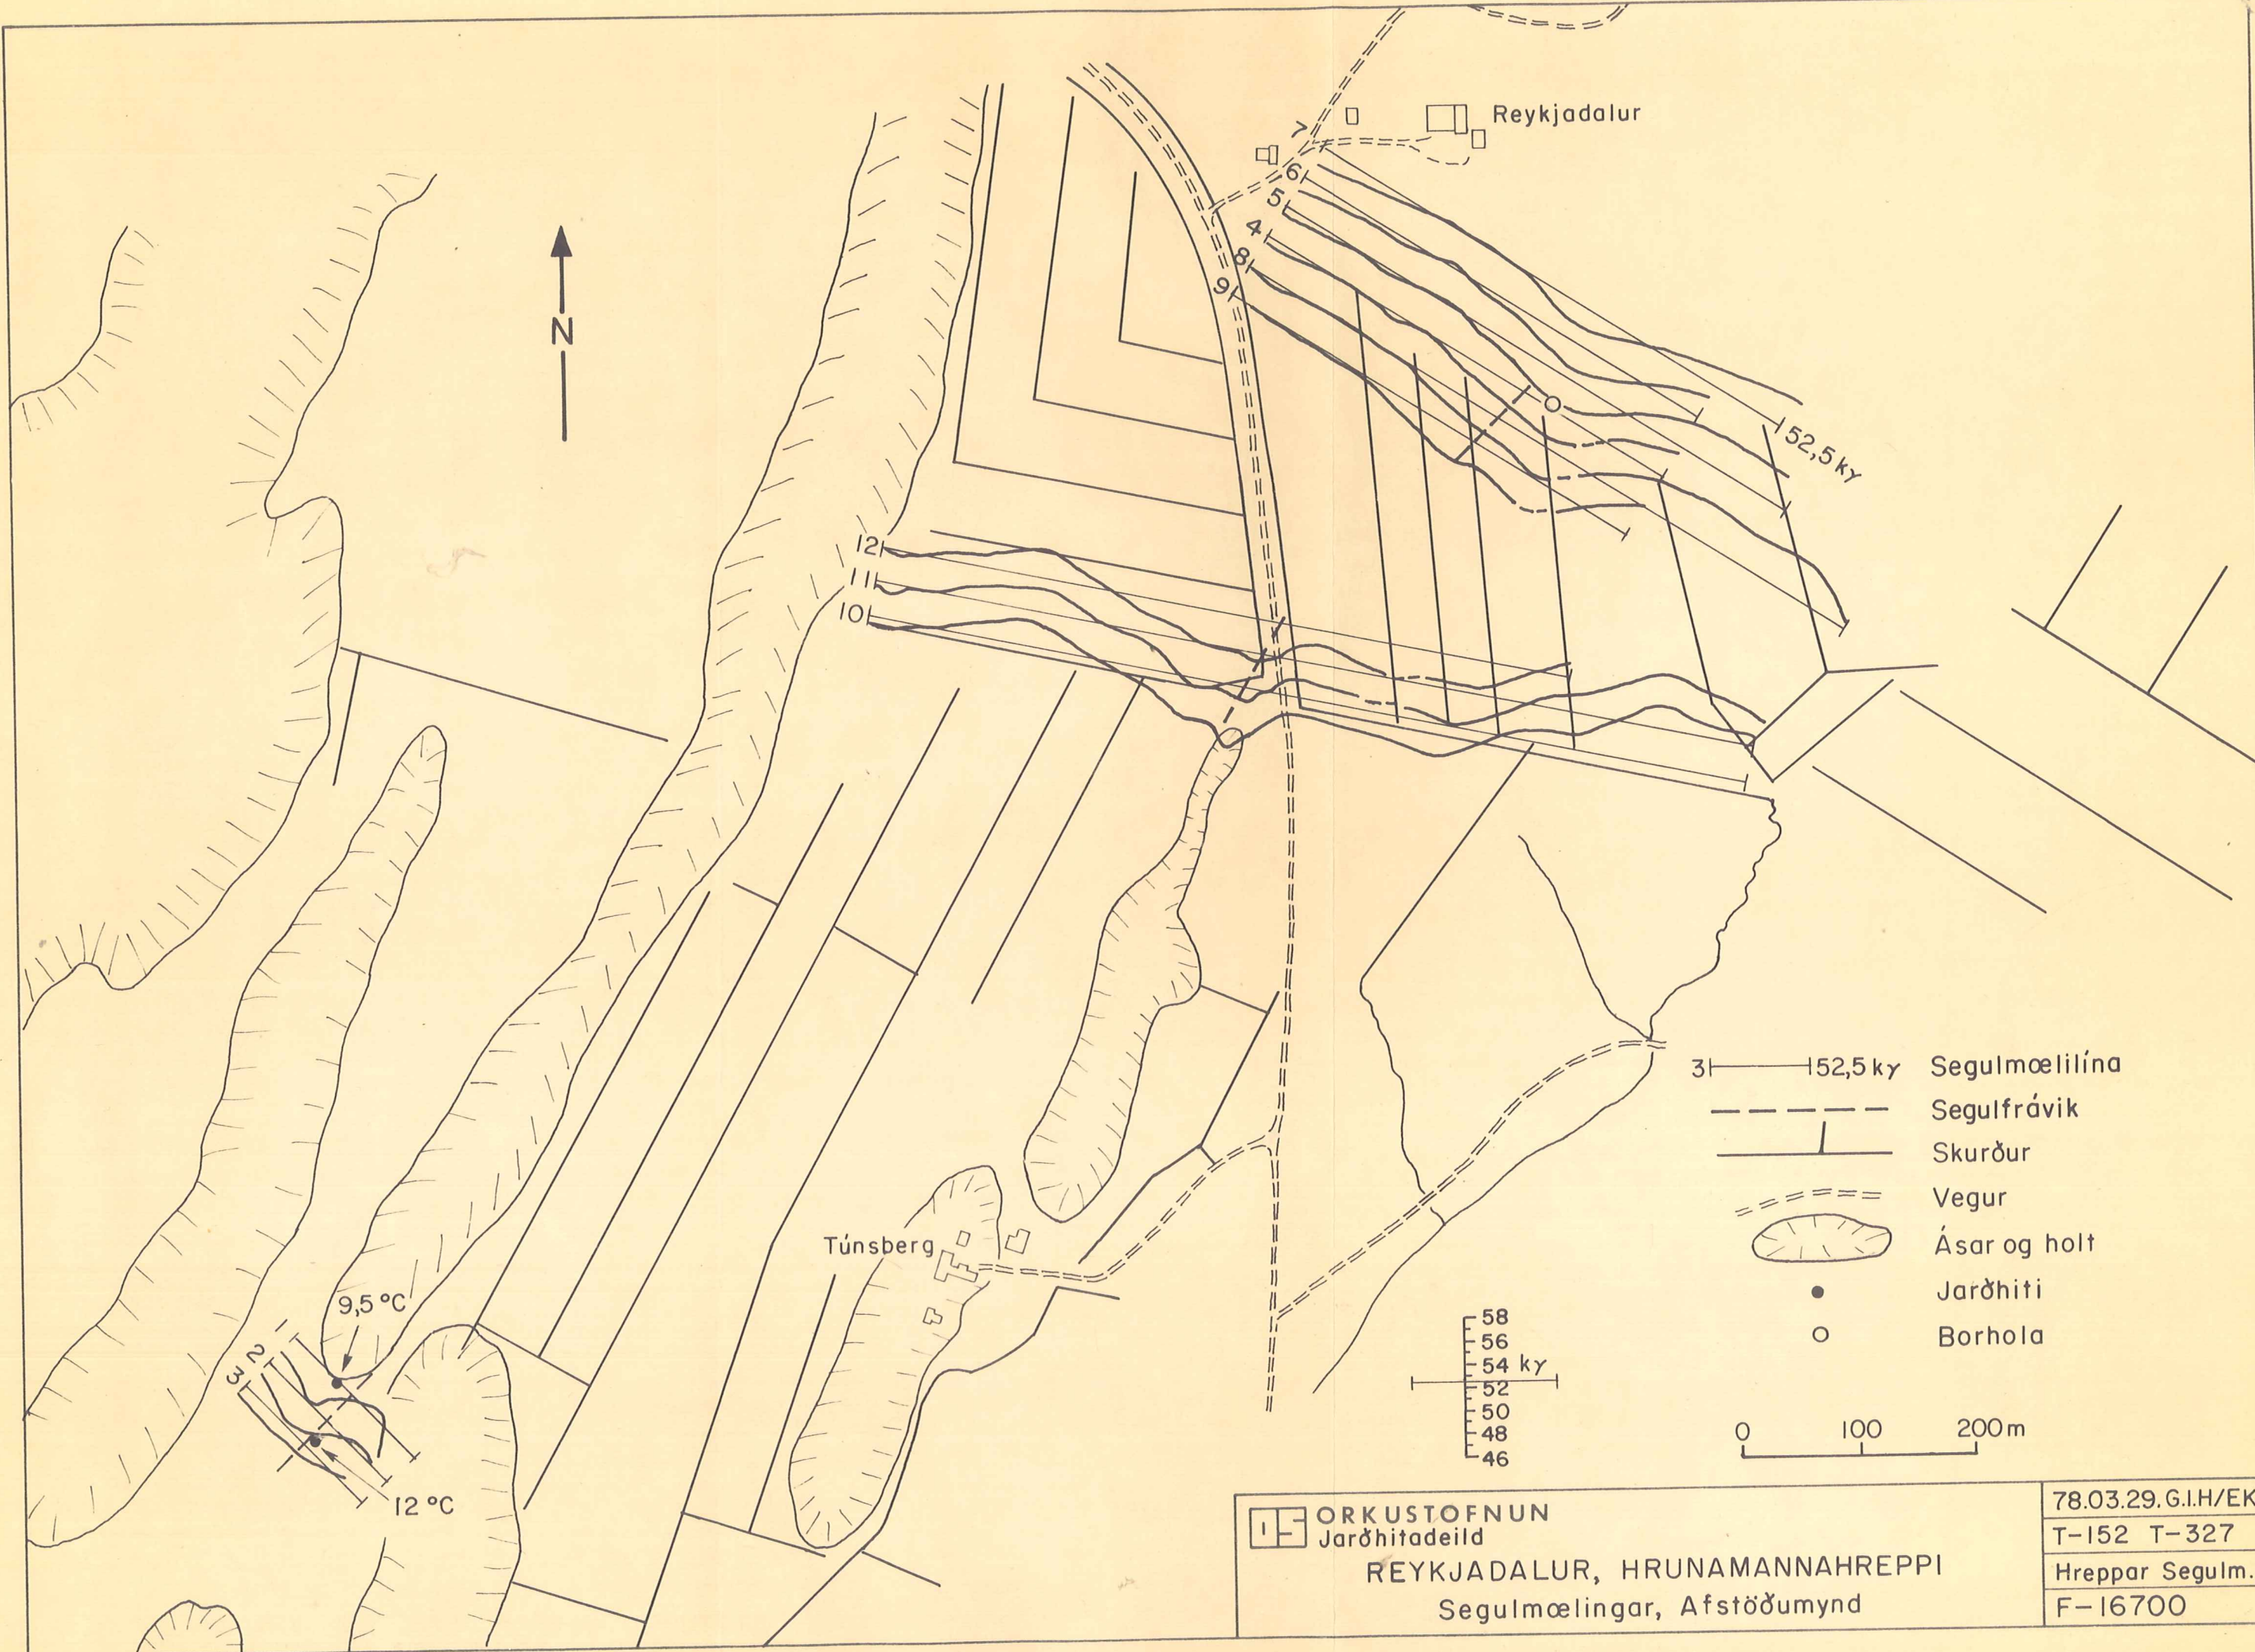 Reykjadalur
7
6
5
4
8
9
52,5 kγ
N
12
11
10
Túnsberg
9,5 °C
1
2
3
12 °C
3 52,5 kγ Segulmælilína
Segulfrávik
Skurður
Vegur
Ásar og holt
Jarðhiti
Borhola
58
56
54 kγ
52
50
48
46
0 100 200 m
OS ORKUSTOFNUN
Jarðhitadeild
REYKJADALUR, HRUNAMANNAHREPPI
Segulmælingar, Afstöðumynd
78.03.29. G.I.H/EK
T-152 T-327
Hreppar Segulm.
F-16700